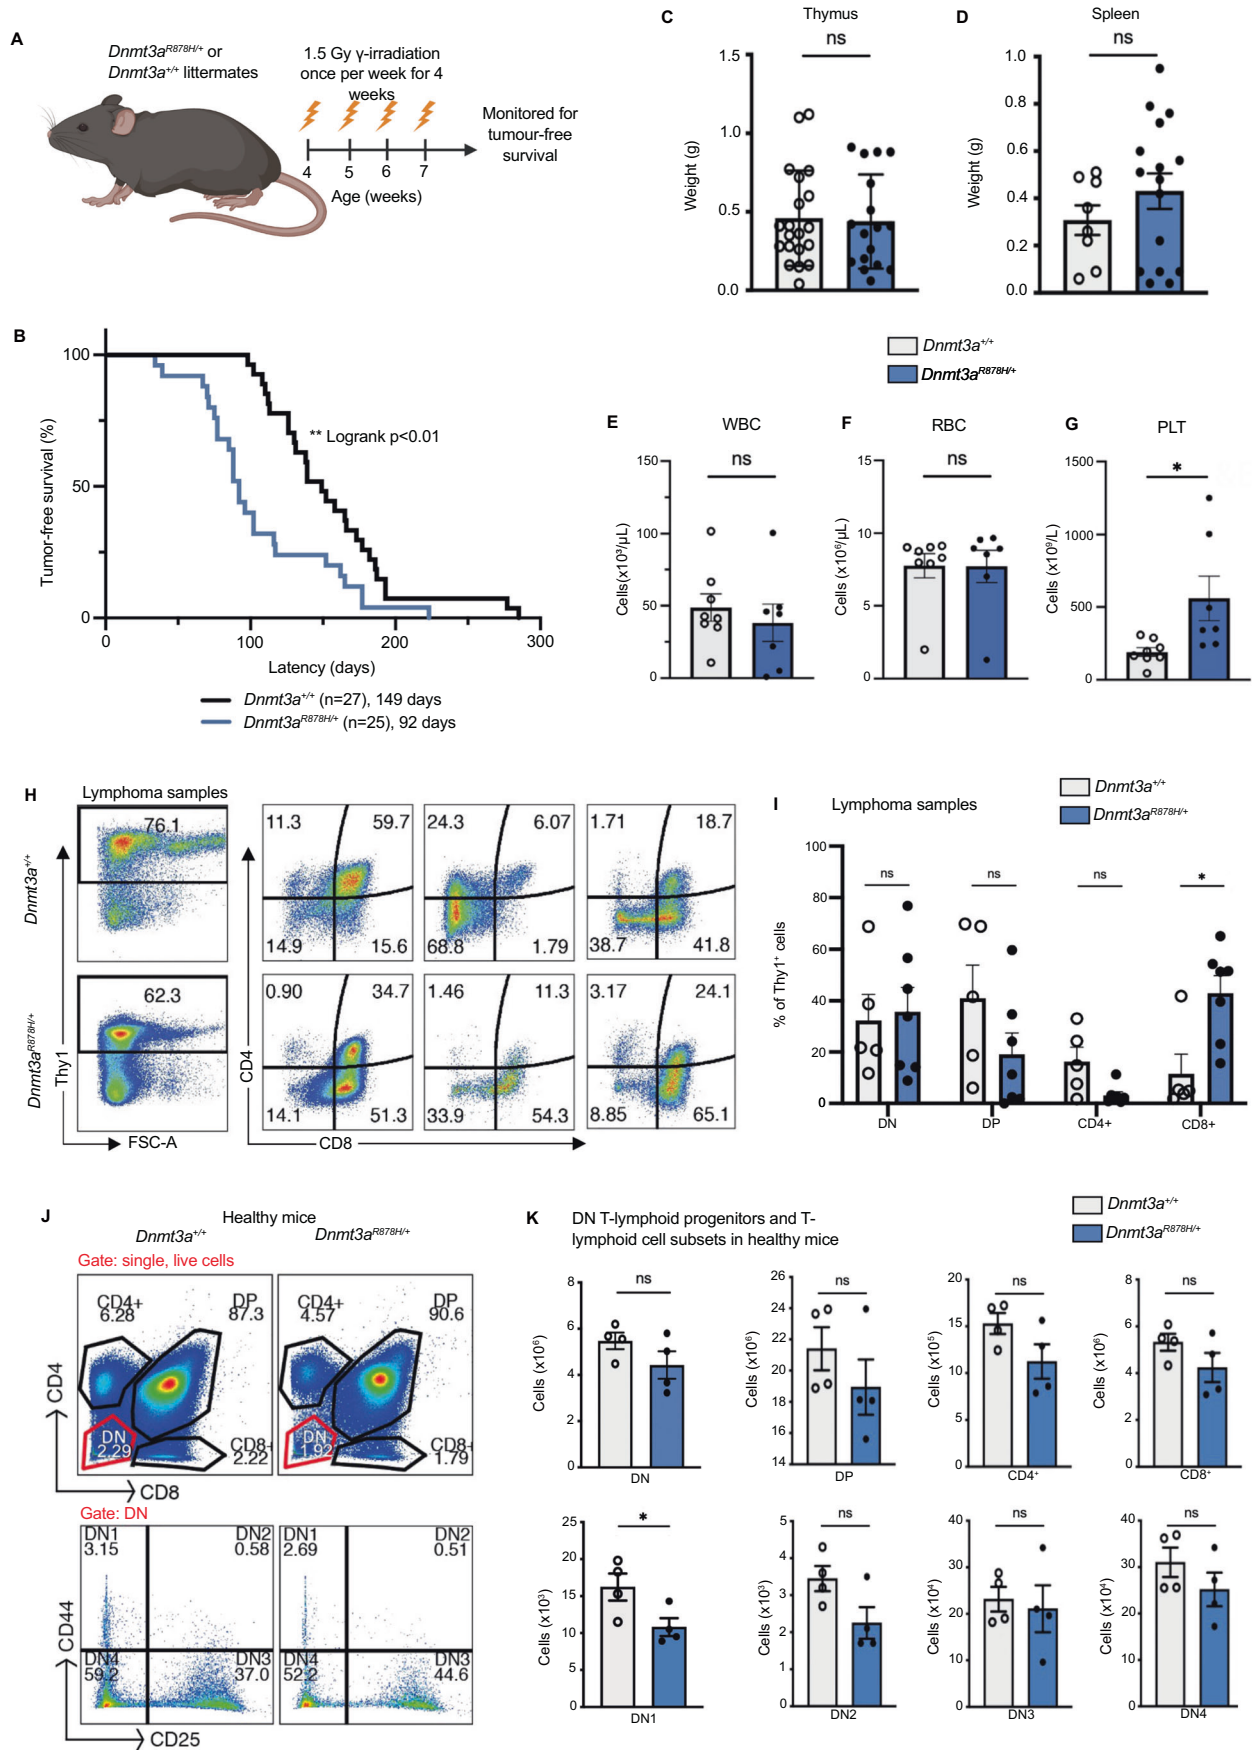 A
Dnmt3aR878H/+ or
Dnmt3a+/+ littermates
1.5 Gy γ-irradiation
once per week for 4
weeks
4 5 6 7
Age (weeks)
Monitored for
tumour-free
survival
B
Tumor-free survival (%)
100
50
0
0 100 200 300
Latency (days)
** Logrank p<0.01
Dnmt3a+/+ (n=27), 149 days
Dnmt3aR878H/+ (n=25), 92 days
C
Thymus
ns
Weight (g)
1.5
1.0
0.5
0.0
D
Spleen
ns
Weight (g)
1.0
0.8
0.6
0.4
0.2
0.0
Dnmt3a+/+
Dnmt3aR878H/+
E
WBC
ns
Cells(x10³/μL)
150
100
50
0
F
RBC
ns
Cells (x10⁶/μL)
15
10
5
0
G
PLT
*
Cells (x10⁹/L)
1500
1000
500
0
H
Lymphoma samples
Dnmt3a+/+
76.1
11.3 59.7
14.9 15.6
24.3 6.07
68.8 1.79
1.71 18.7
38.7 41.8
Dnmt3aR878H/+
62.3
0.90 34.7
14.1 51.3
1.46 11.3
33.9 54.3
3.17 24.1
8.85 65.1
Thy1
FSC-A
CD4
CD8
I
Lymphoma samples
Dnmt3a+/+
Dnmt3aR878H/+
% of Thy1⁺ cells
100
80
60
40
20
0
ns ns ns *
DN DP CD4+ CD8+
J
Healthy mice
Dnmt3a+/+ Dnmt3aR878H/+
Gate: single, live cells
CD4+
6.28
DP
87.3
DN
2.29
CD8+
2.22
CD4+
4.57
DP
90.6
DN
1.92
CD8+
1.79
CD4
CD8
Gate: DN
DN1
3.15
DN2
0.58
DN4
59.2
DN3
37.0
DN1
2.69
DN2
0.51
DN4
52.2
DN3
44.6
CD44
CD25
K
DN T-lymphoid progenitors and T-
lymphoid cell subsets in healthy mice
Dnmt3a+/+
Dnmt3aR878H/+
ns
Cells (x10⁶)
8
6
4
2
0
DN
ns
Cells (x10⁶)
26
24
22
20
18
16
14
DP
ns
Cells (x10⁵)
20
15
10
5
0
CD4⁺
ns
Cells (x10⁶)
8
6
4
2
0
CD8⁺
*
Cells (x10³)
25
20
15
10
5
0
DN1
ns
Cells (x10³)
5
4
3
2
1
0
DN2
ns
Cells (x10⁴)
40
30
20
10
0
DN3
ns
Cells (x10⁴)
40
30
20
10
0
DN4